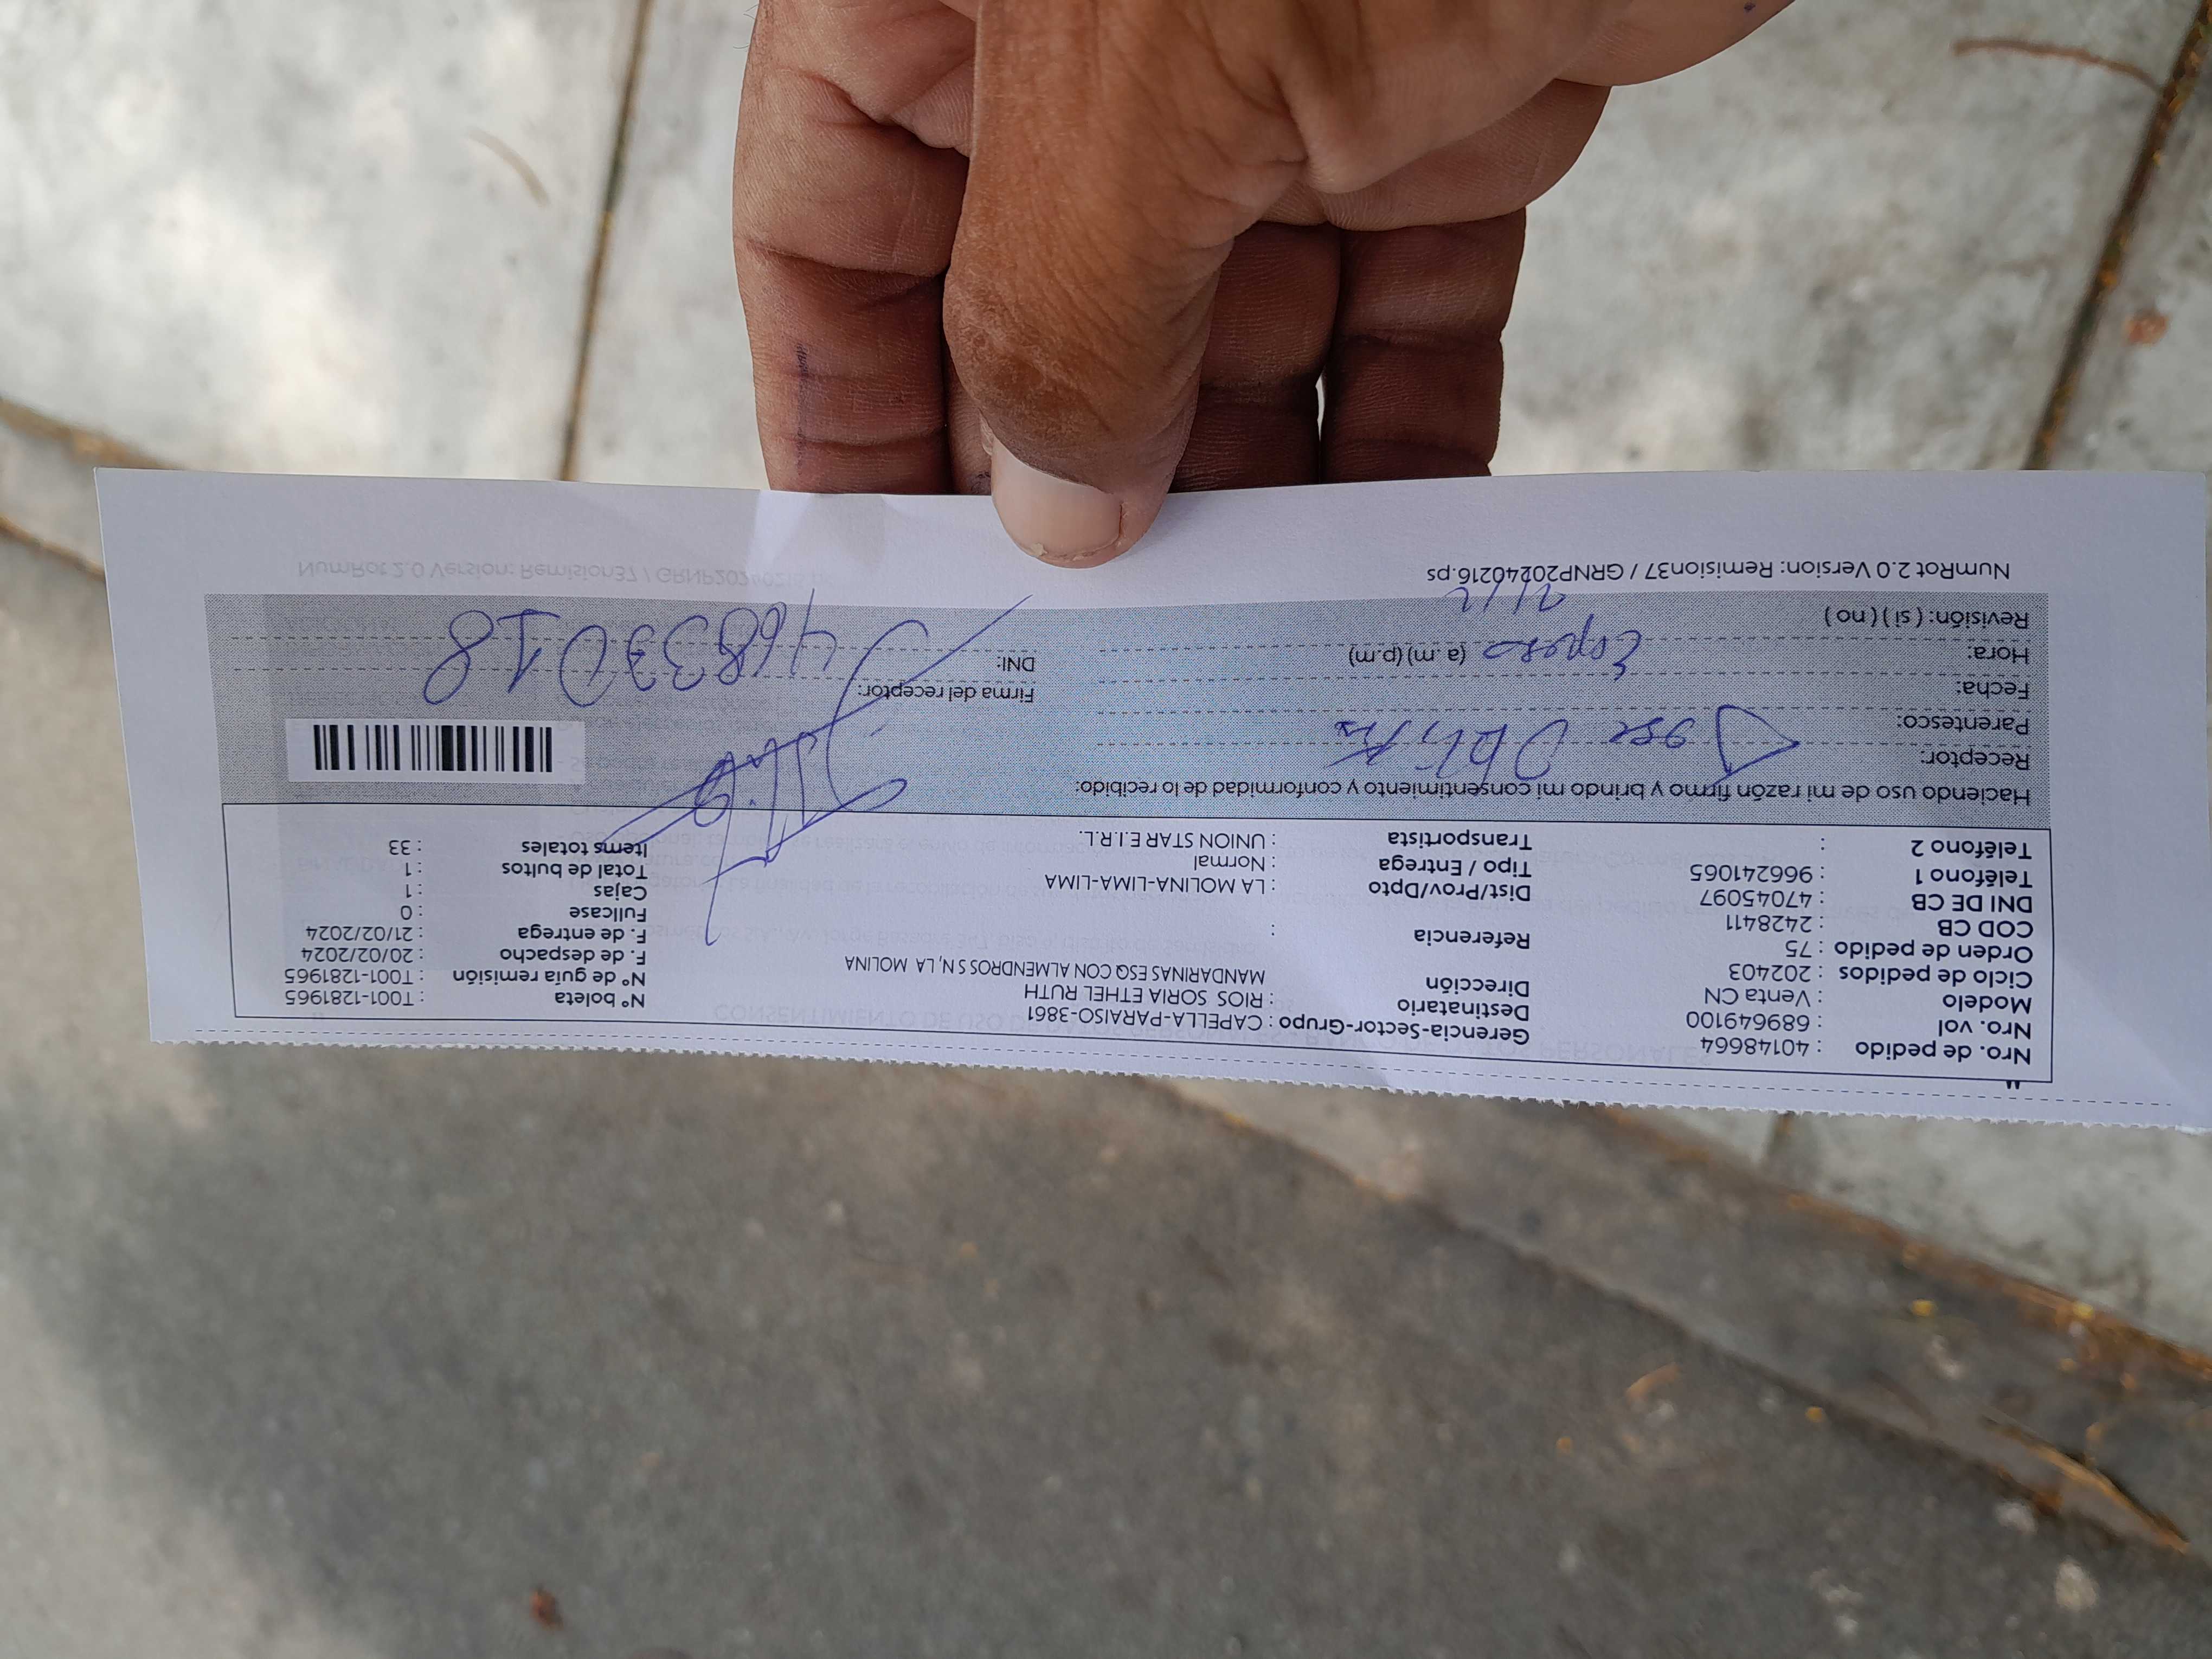 Nro. de pedido : 40148664
Nro. vol : 689649100
Modelo : Venta CN
Ciclo de pedidos : 202403
Orden de pedido : 75
COD CB : 2428411
DNI DE CB : 47045097
Teléfono 1 : 966241065
Teléfono 2 :
Gerencia-Sector-Grupo : CAPELLA-PARAISO-3861
Destinatario : RIOS SORIA ETHEL RUTH
Dirección MANDARINAS ESQ CON ALMENDROS S N, LA MOLINA
Referencia :
Dist/Prov/Dpto : LA MOLINA-LIMA-LIMA
Tipo / Entrega : Normal
Transportista : UNION STAR E.I.R.L.
N° boleta : T001-1281965
N° de guía remisión : T001-1281965
F. de despacho : 20/02/2024
F. de entrega : 21/02/2024
Fullcase : 0
Cajas : 1
Total de bultos : 1
Items totales : 33
Haciendo uso de mi razón firmo y brindo mi consentimiento y conformidad de lo recibido:
Receptor: Jose
Parentesco:
Fecha:
Hora: Esposo (a. m) (p.m)
Revisión: ( si ) ( no )
Firma del receptor:
DNI: 46833018
NumRot 2.0 Version: Remision37 / GRNP20240216.ps